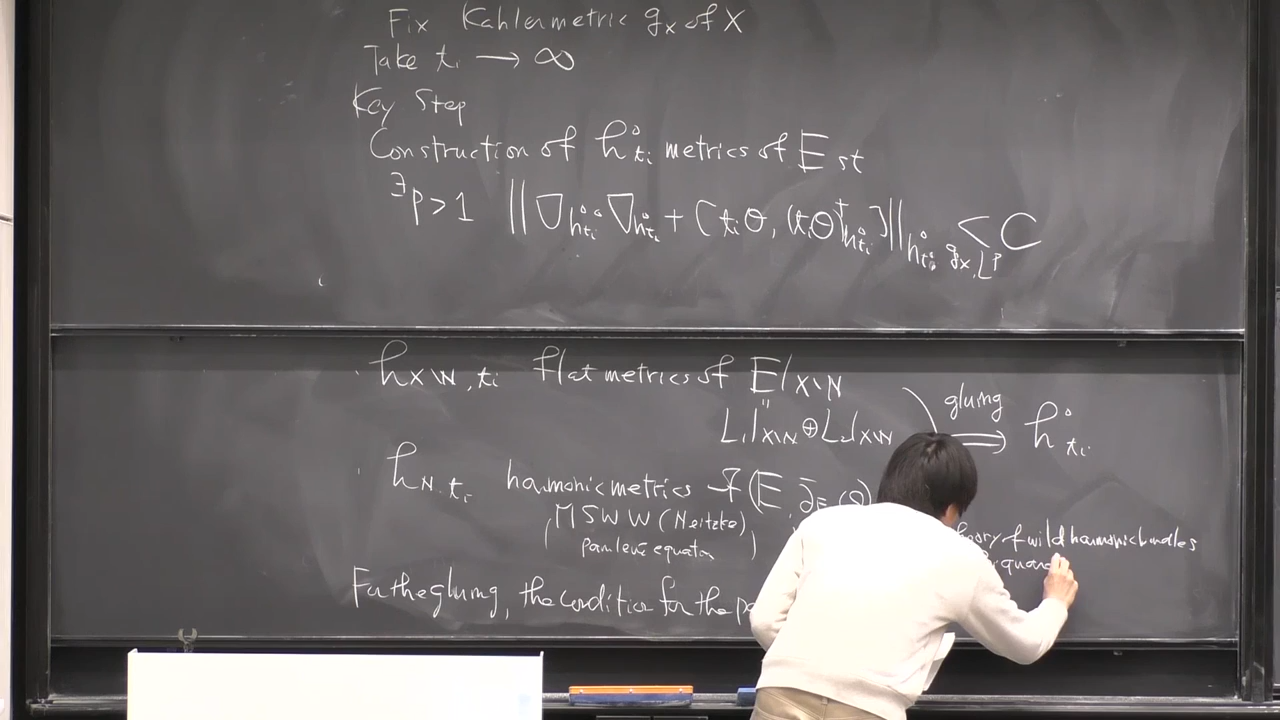 Fix Kahlermetric g_X of X
Take t_i → ∞
Key Step
Construction of h°_{t_i} metrics of E st
∃p>1 ||∇_{h°_{t_i}} ∘ ∇_{h°_{t_i}} + [t_iθ, (t_iθ)†_{h°_{t_i}}]||_{h°_{t_i}, g_X, L^p} < C
· h_{X\N, t_i} flat metrics of E|_{X\N}
"
L_1|_{X\N} ⊕ L_2|_{X\N}
gluing
⇒ h°_{t_i}
· h_{N, t_i} harmonic metrics of (E, ∂̄_E, θ)
(MSWW (Neitzke)
Painlevé equation)
theory of wild harmonic bundles
For the gluing, the condition for the